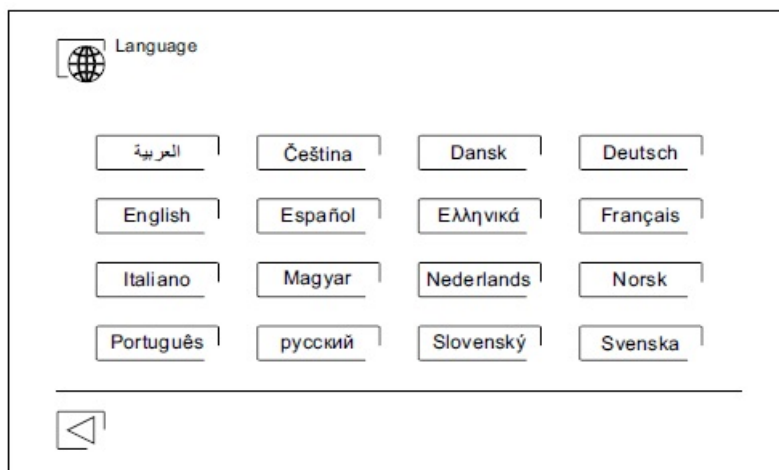 Language
العربية
Čeština
Dansk
Deutsch
English
Español
Ελληνικά
Français
Italiano
Magyar
Nederlands
Norsk
Português
русский
Slovenský
Svenska